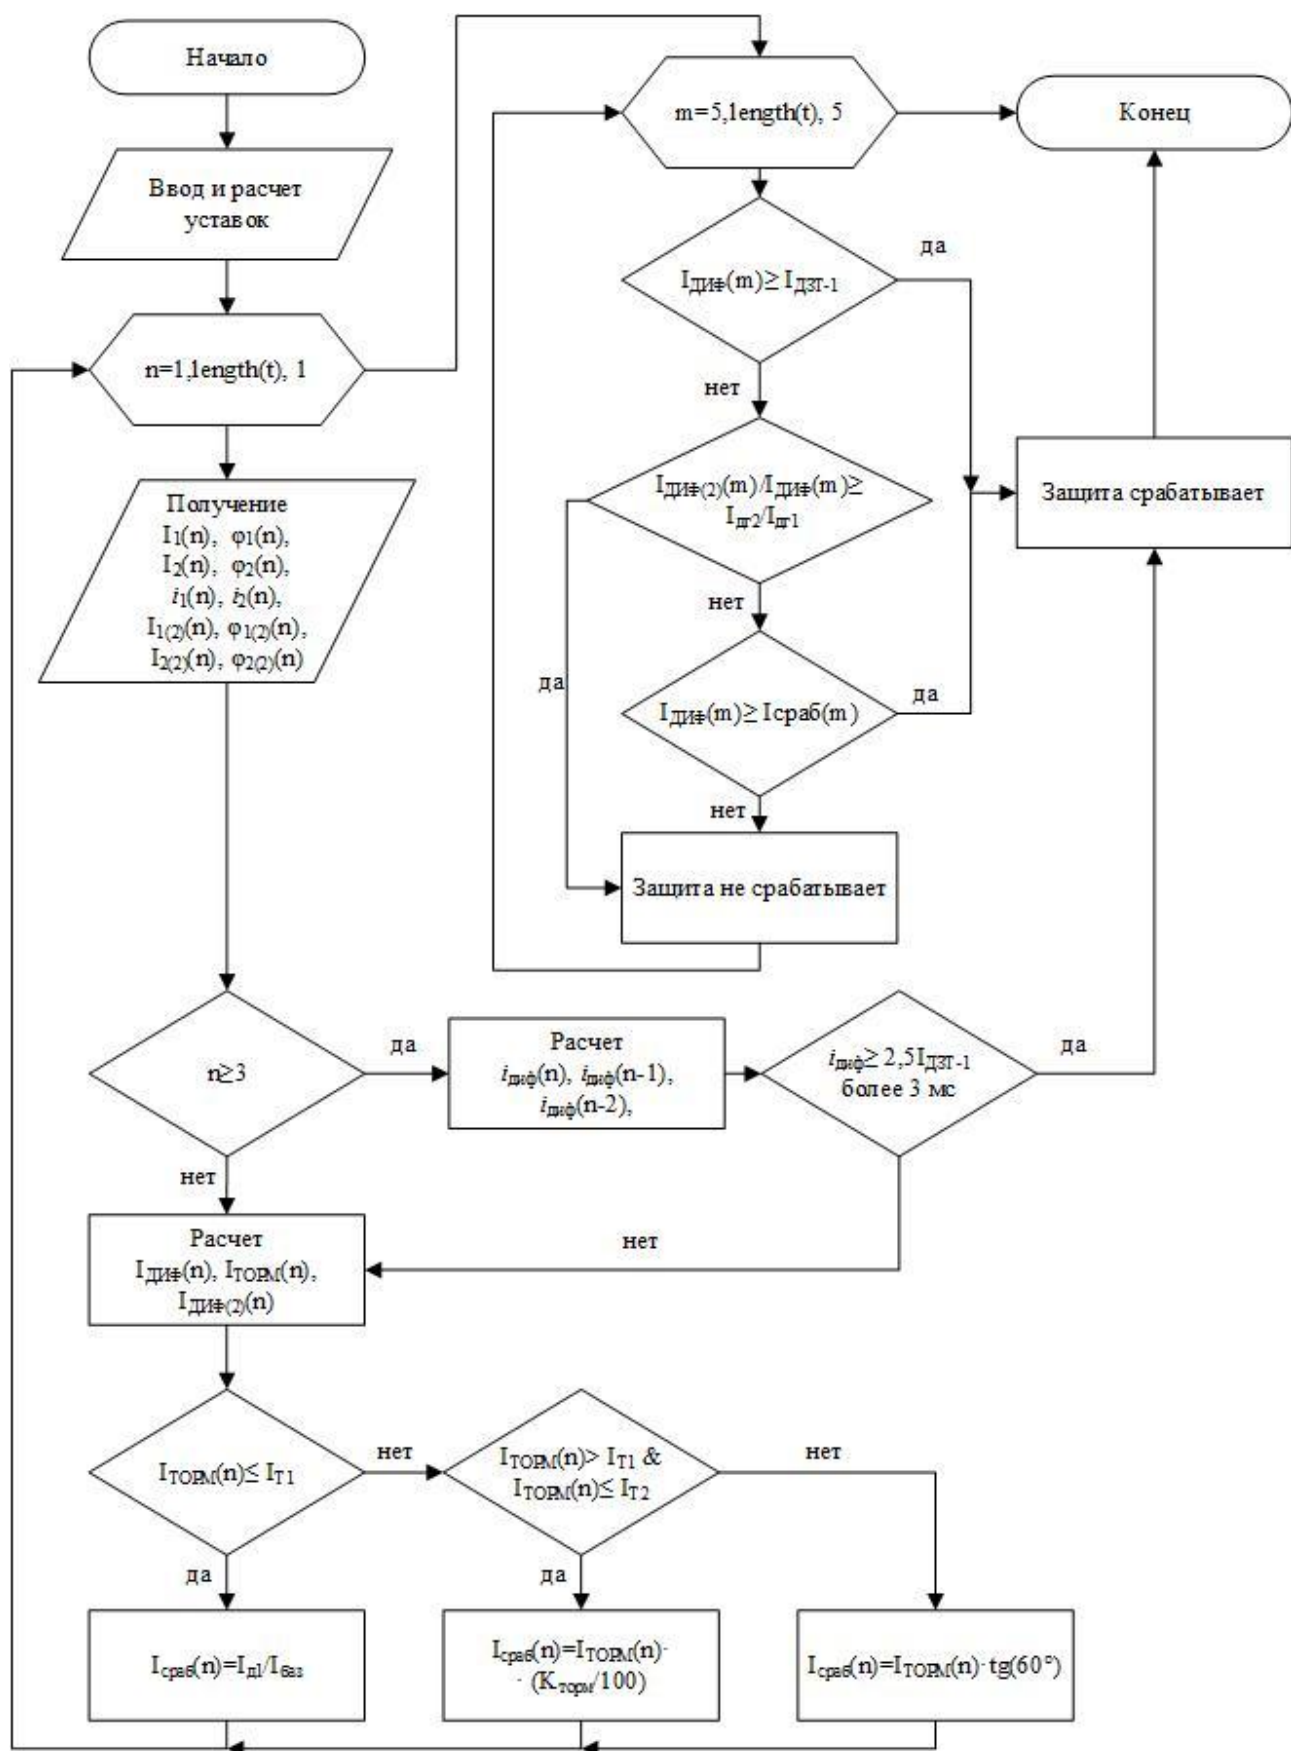 Начало
Ввод и расчет
уставок
n=1,length(t), 1
Получение
I₁(n), φ₁(n),
I₂(n), φ₂(n),
i₁(n), i₂(n),
I₁₍₂₎(n), φ₁₍₂₎(n),
I₂₍₂₎(n), φ₂₍₂₎(n)
m=5,length(t), 5
Конец
IДИФ(m)≥ IДЗТ-1
да
нет
IДИФ(2)(m)/IДИФ(m)≥
Iдг2/Iдг1
да
нет
IДИФ(m)≥ Iсраб(m)
да
нет
Защита срабатывает
Защита не срабатывает
n≥3
да
нет
Расчет
iдиф(n), iдиф(n-1),
iдиф(n-2),
iдиф≥ 2,5IДЗТ-1
более 3 мс
да
нет
Расчет
IДИФ(n), IТОРМ(n),
IДИФ(2)(n)
IТОРМ(n)≤ IТ1
нет
да
IТОРМ(n)> IТ1 &
IТОРМ(n)≤ IТ2
нет
да
Iсраб(n)=Iд1/Iбаз
Iсраб(n)=IТОРМ(n)·
· (Kторм/100)
Iсраб(n)=IТОРМ(n)·tg(60°)